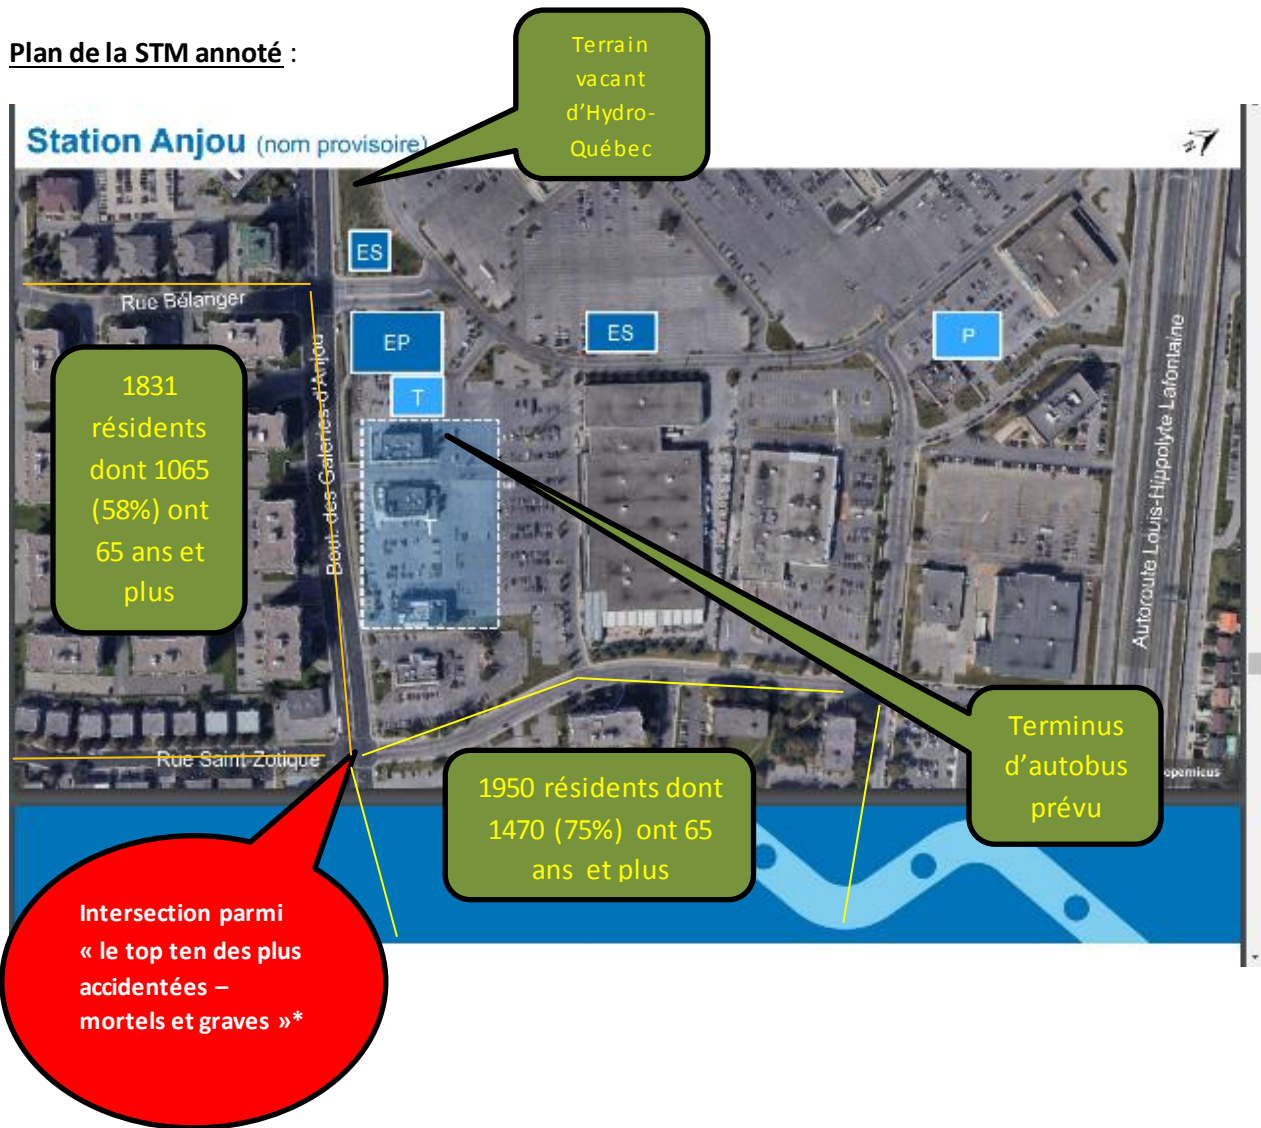 Plan de la STM annoté :
Terrain
vacant
d’Hydro-
Québec
Station Anjou (nom provisoire)
ES
Rue Bélanger
EP
ES
P
T
Boul. des Galeries-d'Anjou
T
Autoroute Louis-Hippolyte Lafontaine
1831
résidents
dont 1065
(58%) ont
65 ans et
plus
Rue Saint-Zotique
1950 résidents dont
1470 (75%) ont 65
ans et plus
Terminus
d’autobus
prévu
opernicus
Intersection parmi
« le top ten des plus
accidentées –
mortels et graves »*